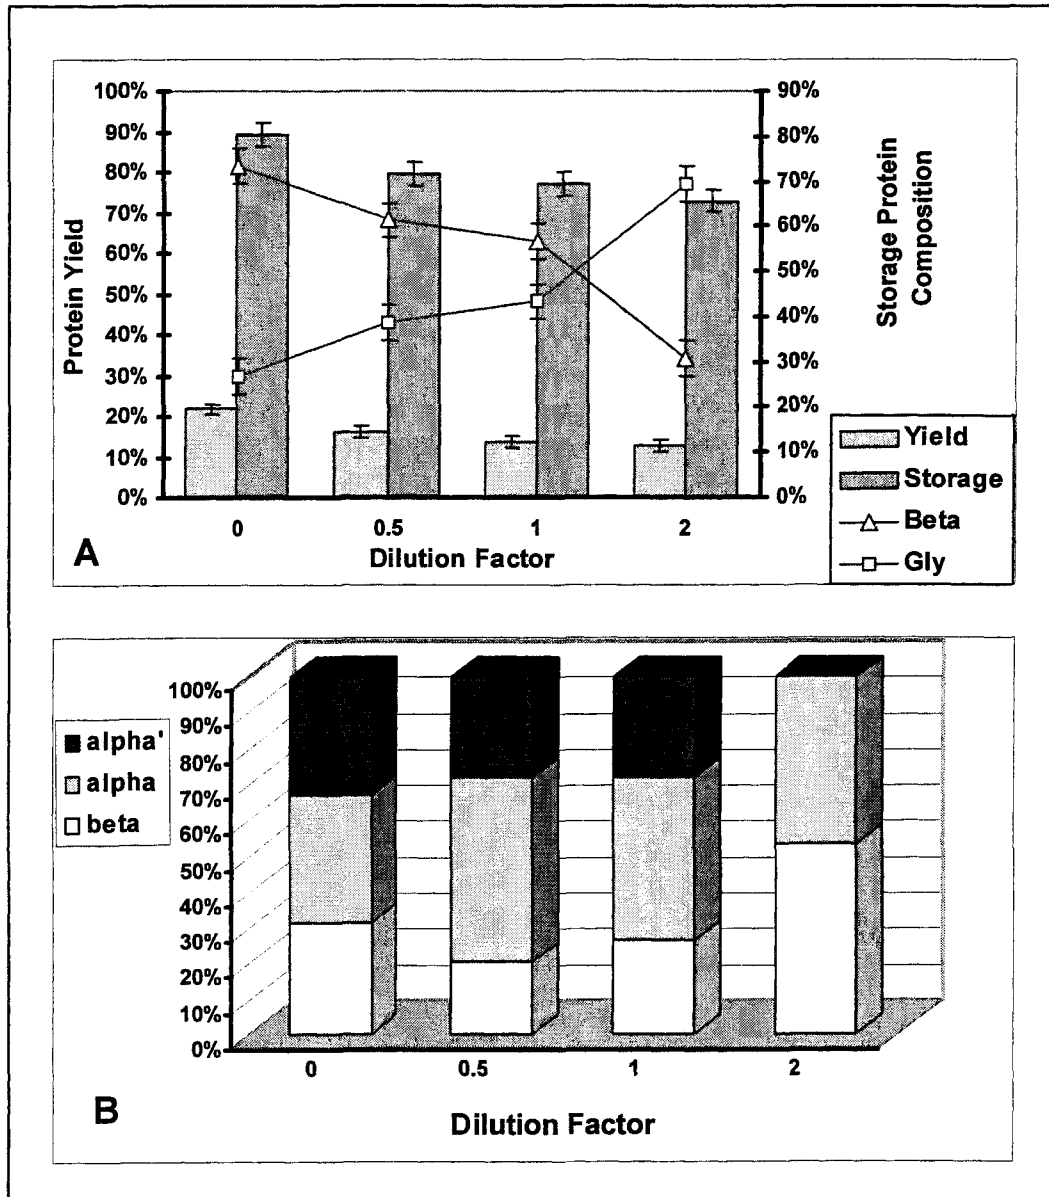 100%
90%
80%
70%
60%
50%
40%
30%
20%
10%
0%
Protein Yield
90%
80%
70%
60%
50%
40%
30%
20%
10%
0%
Storage Protein
Composition
0 0.5 1 2
Dilution Factor
A
Yield
Storage
Beta
Gly
100%
90%
80%
70%
60%
50%
40%
30%
20%
10%
0%
alpha'
alpha
beta
0 0.5 1 2
Dilution Factor
B